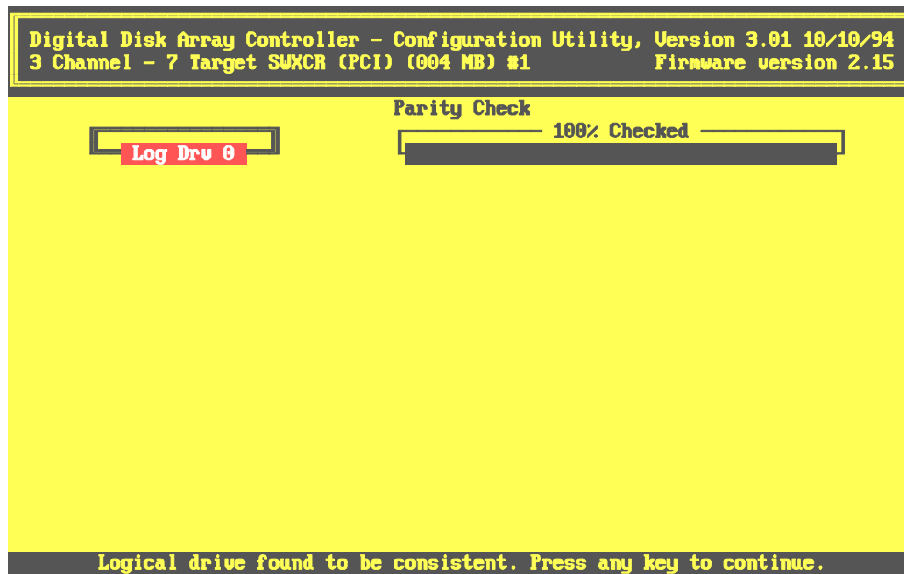 Digital Disk Array Controller - Configuration Utility, Version 3.01 10/10/94
3 Channel - 7 Target SWXCR (PCI) (004 MB) #1 Firmware version 2.15
Parity Check
100% Checked
Log Drv 0
Logical drive found to be consistent. Press any key to continue.